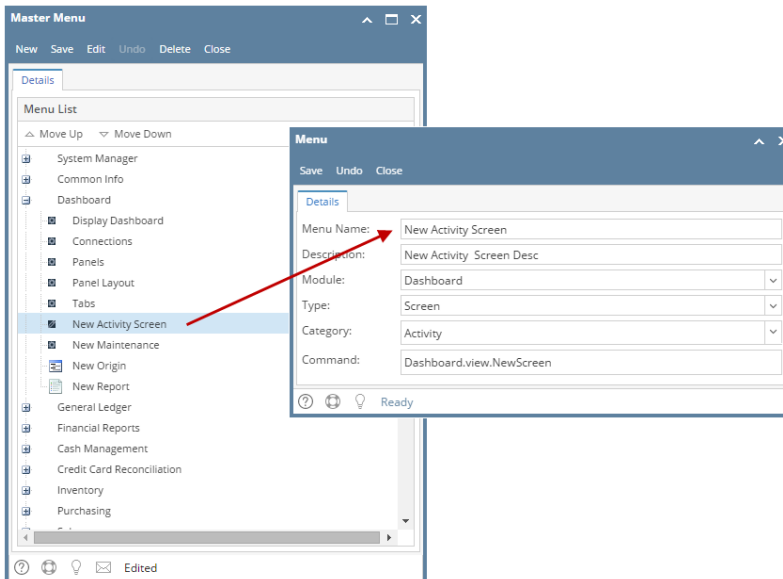 Master Menu
New Save Edit Undo Delete Close
Details
Menu List
Move Up Move Down
System Manager
Common Info
Dashboard
Display Dashboard
Connections
Panels
Panel Layout
Tabs
New Activity Screen
New Maintenance
New Origin
New Report
General Ledger
Financial Reports
Cash Management
Credit Card Reconciliation
Inventory
Purchasing
Edited
Menu
Save Undo Close
Details
Menu Name: New Activity Screen
Description: New Activity Screen Desc
Module: Dashboard
Type: Screen
Category: Activity
Command: Dashboard.view.NewScreen
Ready